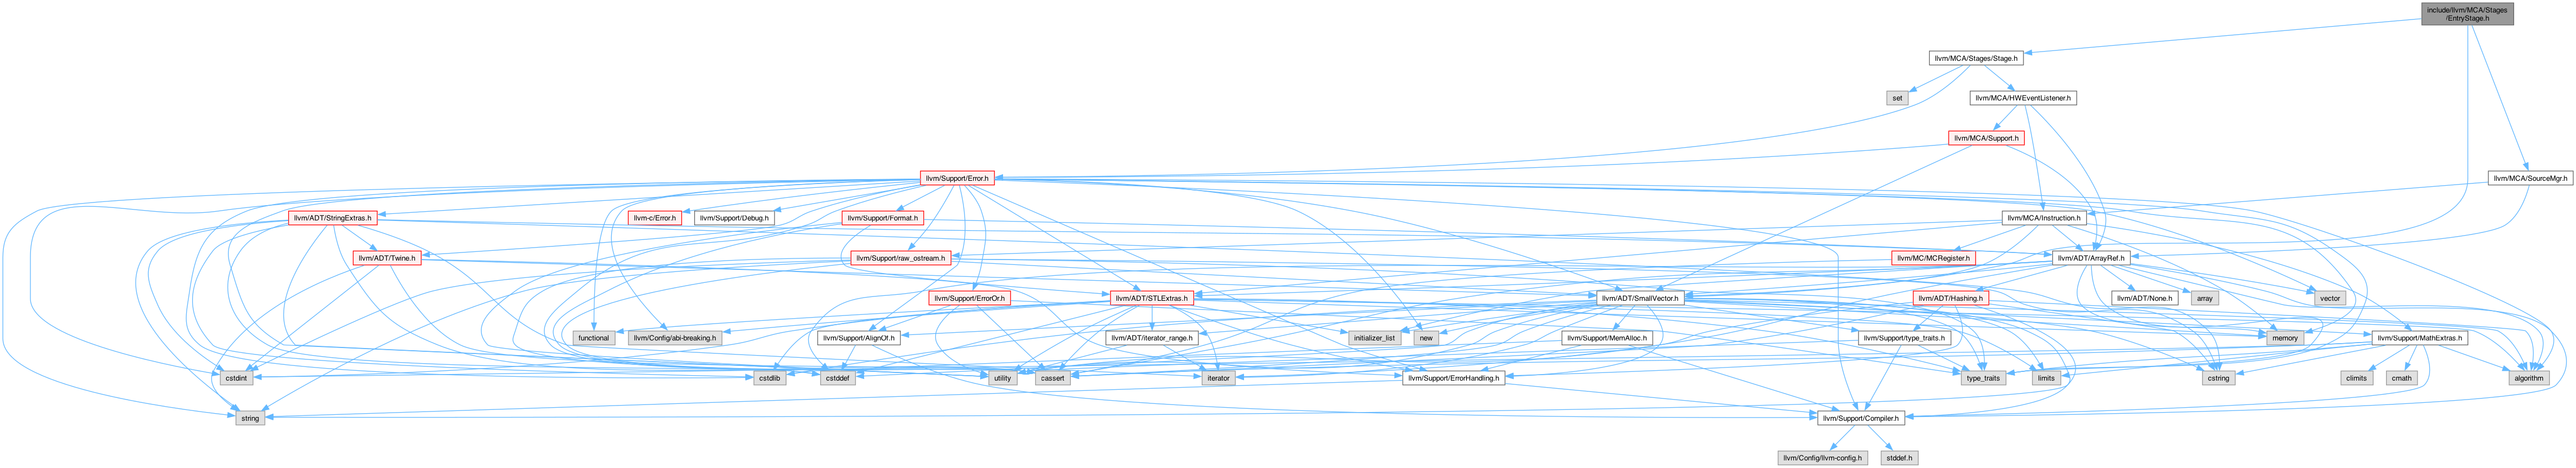 include/llvm/MCA/Stages
/EntryStage.h
llvm/MCA/Stages/Stage.h
set
llvm/MCA/HWEventListener.h
llvm/MCA/Support.h
llvm/Support/Error.h
llvm/MCA/SourceMgr.h
llvm/ADT/StringExtras.h
llvm-c/Error.h
llvm/Support/Debug.h
llvm/Support/Format.h
llvm/MCA/Instruction.h
llvm/ADT/Twine.h
llvm/Support/raw_ostream.h
llvm/MC/MCRegister.h
llvm/ADT/ArrayRef.h
llvm/Support/ErrorOr.h
llvm/ADT/STLExtras.h
llvm/ADT/SmallVector.h
llvm/ADT/Hashing.h
llvm/ADT/None.h
array
vector
functional
llvm/Config/abi-breaking.h
llvm/Support/AlignOf.h
llvm/ADT/iterator_range.h
initializer_list
new
llvm/Support/MemAlloc.h
llvm/Support/type_traits.h
memory
llvm/Support/MathExtras.h
cstdint
cstdlib
cstddef
utility
cassert
iterator
llvm/Support/ErrorHandling.h
type_traits
limits
cstring
climits
cmath
algorithm
string
llvm/Support/Compiler.h
llvm/Config/llvm-config.h
stddef.h